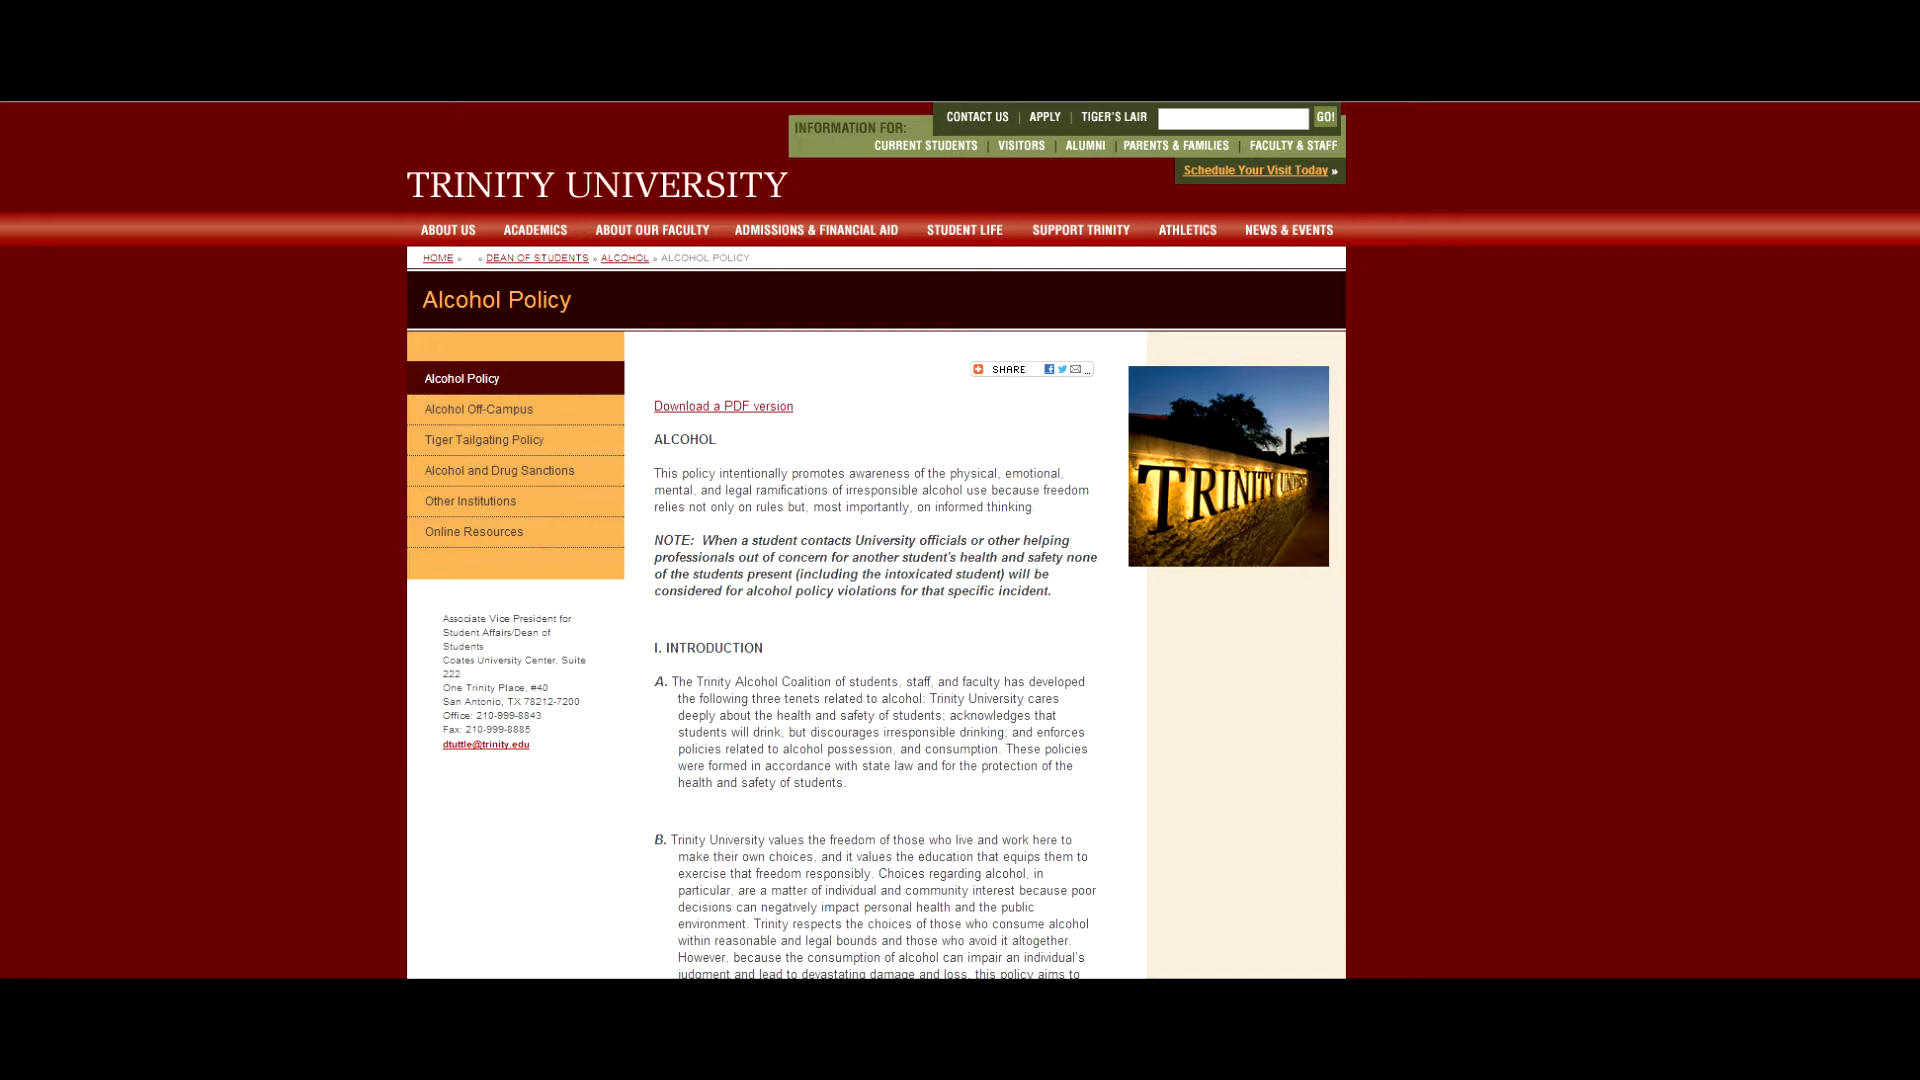 CONTACT US | APPLY | TIGER'S LAIR GO!
INFORMATION FOR:
CURRENT STUDENTS | VISITORS | ALUMNI | PARENTS & FAMILIES | FACULTY & STAFF
Schedule Your Visit Today »
TRINITY UNIVERSITY
ABOUT US ACADEMICS ABOUT OUR FACULTY ADMISSIONS & FINANCIAL AID STUDENT LIFE SUPPORT TRINITY ATHLETICS NEWS & EVENTS
HOME » ... » DEAN OF STUDENTS » ALCOHOL » ALCOHOL POLICY
Alcohol Policy
Alcohol Policy
Alcohol Off-Campus
Tiger Tailgating Policy
Alcohol and Drug Sanctions
Other Institutions
Online Resources
Associate Vice President for
Student Affairs/Dean of
Students
Coates University Center, Suite
222
One Trinity Place, #40
San Antonio, TX 78212-7200
Office: 210-999-8843
Fax: 210-999-8885
dtuttle@trinity.edu
SHARE ...
Download a PDF version
ALCOHOL
This policy intentionally promotes awareness of the physical, emotional,
mental, and legal ramifications of irresponsible alcohol use because freedom
relies not only on rules but, most importantly, on informed thinking.
NOTE: When a student contacts University officials or other helping
professionals out of concern for another student's health and safety none
of the students present (including the intoxicated student) will be
considered for alcohol policy violations for that specific incident.
I. INTRODUCTION
A. The Trinity Alcohol Coalition of students, staff, and faculty has developed
the following three tenets related to alcohol: Trinity University cares
deeply about the health and safety of students; acknowledges that
students will drink, but discourages irresponsible drinking; and enforces
policies related to alcohol possession, and consumption. These policies
were formed in accordance with state law and for the protection of the
health and safety of students.
B. Trinity University values the freedom of those who live and work here to
make their own choices, and it values the education that equips them to
exercise that freedom responsibly. Choices regarding alcohol, in
particular, are a matter of individual and community interest because poor
decisions can negatively impact personal health and the public
environment. Trinity respects the choices of those who consume alcohol
within reasonable and legal bounds and those who avoid it altogether.
However, because the consumption of alcohol can impair an individual's
judgment and lead to devastating damage and loss, this policy aims to
TRINITY UNIVERS